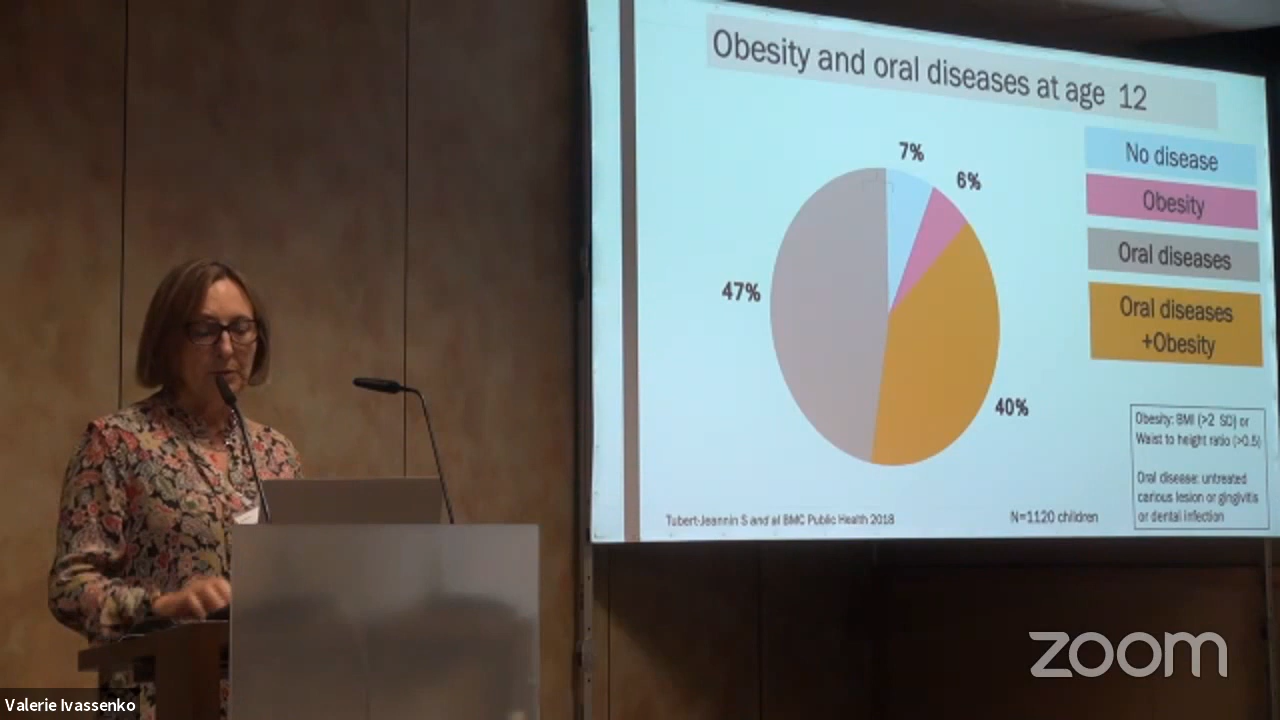 Obesity and oral diseases at age 12
7%
6%
47%
40%
No disease
Obesity
Oral diseases
Oral diseases
+Obesity
Obesity: BMI (>2 SD) or
Waist to height ratio (>0.5)
Oral disease: untreated
carious lesion or gingivitis
or dental infection
Tubert-Jeannin S and al BMC Public Health 2018
N=1120 children
zoom
Valerie Ivassenko